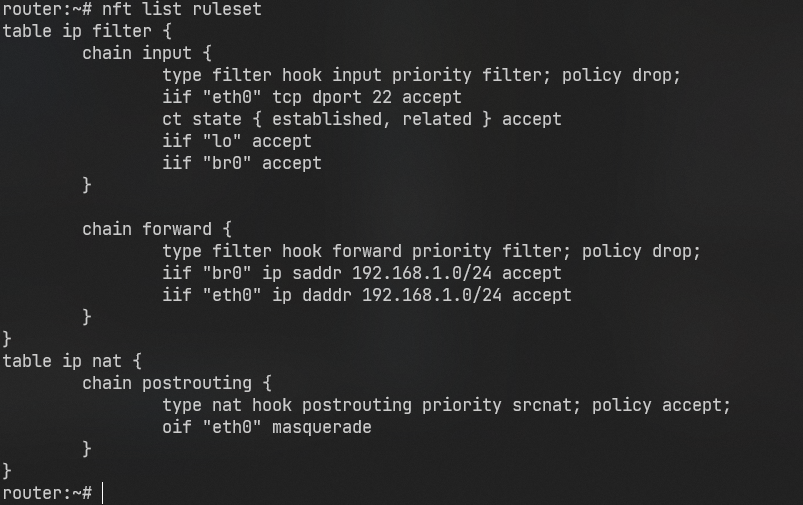 router:~# nft list ruleset
table ip filter {
        chain input {
                type filter hook input priority filter; policy drop;
                iif "eth0" tcp dport 22 accept
                ct state { established, related } accept
                iif "lo" accept
                iif "br0" accept
        }

        chain forward {
                type filter hook forward priority filter; policy drop;
                iif "br0" ip saddr 192.168.1.0/24 accept
                iif "eth0" ip daddr 192.168.1.0/24 accept
        }
}
table ip nat {
        chain postrouting {
                type nat hook postrouting priority srcnat; policy accept;
                oif "eth0" masquerade
        }
}
router:~#